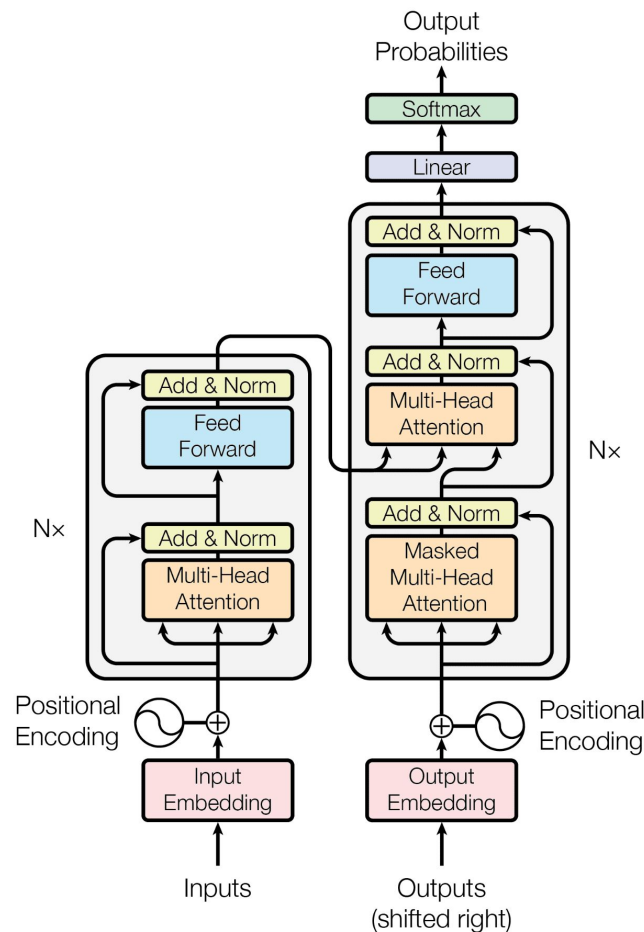 Output
Probabilities
Softmax
Linear
Add & Norm
Feed
Forward
Add & Norm
Multi-Head
Attention
Add & Norm
Masked
Multi-Head
Attention
Nx
Add & Norm
Feed
Forward
Add & Norm
Multi-Head
Attention
Nx
Positional
Encoding
Positional
Encoding
Input
Embedding
Output
Embedding
Inputs
Outputs
(shifted right)